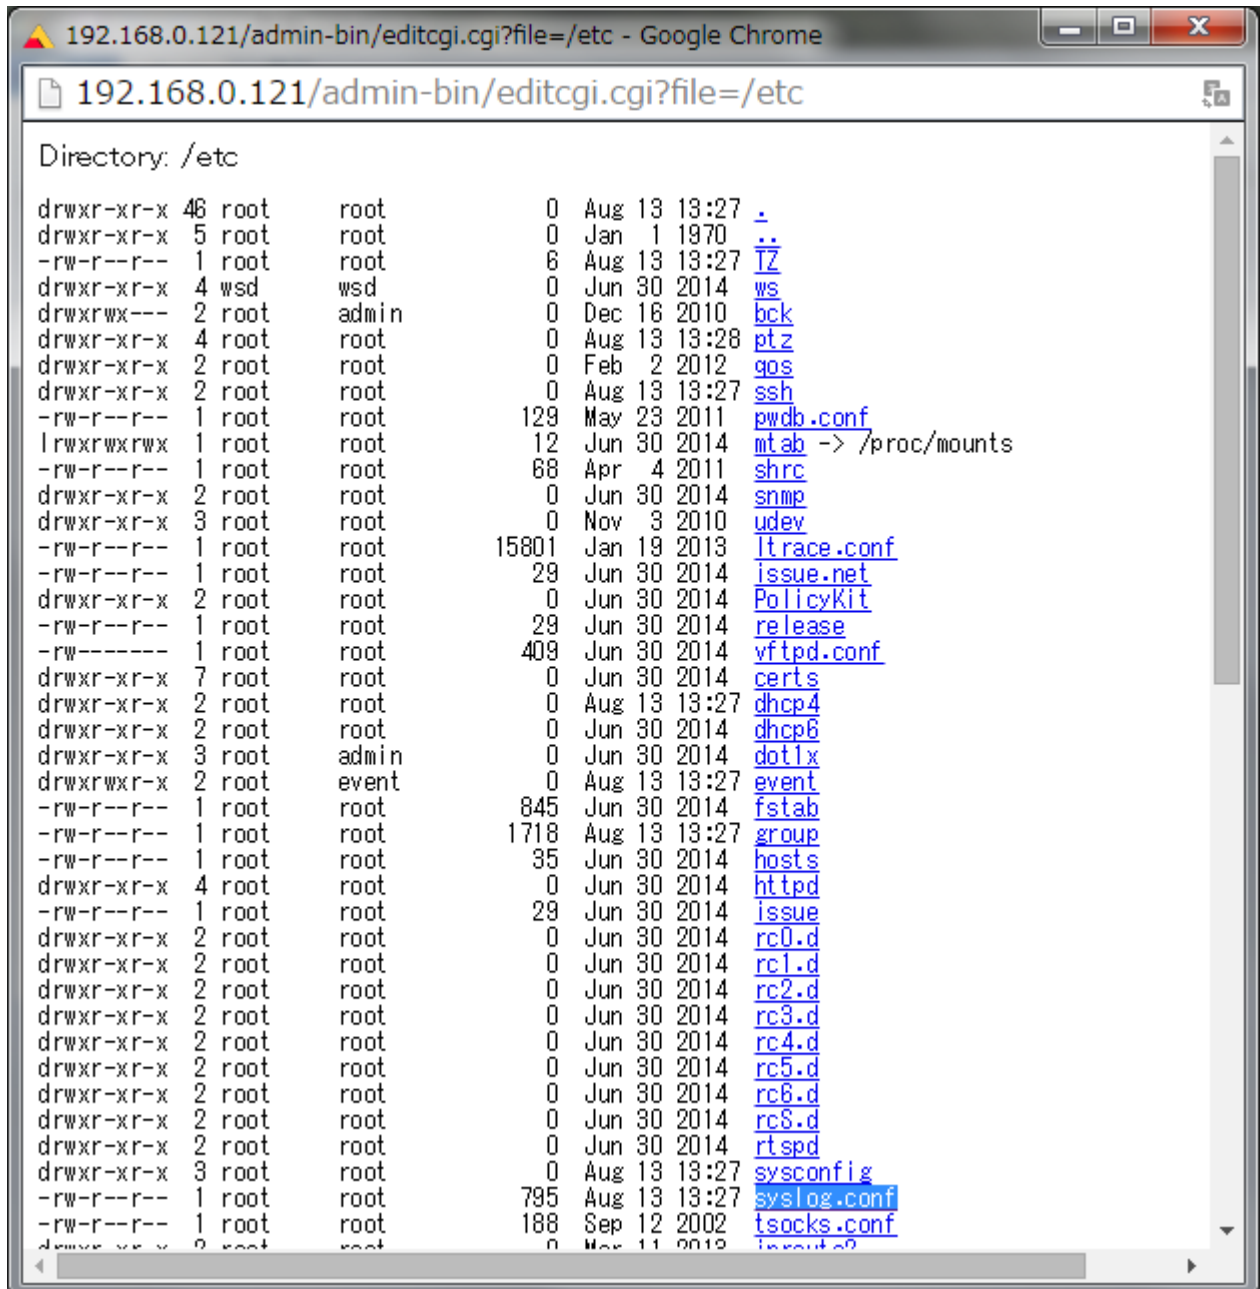 192.168.0.121/admin-bin/editcgi.cgi?file=/etc - Google Chrome
192.168.0.121/admin-bin/editcgi.cgi?file=/etc
Directory: /etc
drwxr-xr-x 46 root root 0 Aug 13 13:27 .
drwxr-xr-x 5 root root 0 Jan 1 1970 ..
-rw-r--r-- 1 root root 6 Aug 13 13:27 TZ
drwxr-xr-x 4 wsd wsd 0 Jun 30 2014 ws
drwxrwx--- 2 root admin 0 Dec 16 2010 bck
drwxr-xr-x 4 root root 0 Aug 13 13:28 ptz
drwxr-xr-x 2 root root 0 Feb 2 2012 qos
drwxr-xr-x 2 root root 0 Aug 13 13:27 ssh
-rw-r--r-- 1 root root 129 May 23 2011 pwdb.conf
lrwxrwxrwx 1 root root 12 Jun 30 2014 mtab -> /proc/mounts
-rw-r--r-- 1 root root 68 Apr 4 2011 shrc
drwxr-xr-x 2 root root 0 Jun 30 2014 snmp
drwxr-xr-x 3 root root 0 Nov 3 2010 udev
-rw-r--r-- 1 root root 15801 Jan 19 2013 ltrace.conf
-rw-r--r-- 1 root root 29 Jun 30 2014 issue.net
drwxr-xr-x 2 root root 0 Jun 30 2014 PolicyKit
-rw-r--r-- 1 root root 29 Jun 30 2014 release
-rw------- 1 root root 409 Jun 30 2014 vftpd.conf
drwxr-xr-x 7 root root 0 Jun 30 2014 certs
drwxr-xr-x 2 root root 0 Aug 13 13:27 dhcp4
drwxr-xr-x 2 root root 0 Jun 30 2014 dhcp6
drwxr-xr-x 3 root admin 0 Jun 30 2014 dot1x
drwxrwxr-x 2 root event 0 Aug 13 13:27 event
-rw-r--r-- 1 root root 845 Jun 30 2014 fstab
-rw-r--r-- 1 root root 1718 Aug 13 13:27 group
-rw-r--r-- 1 root root 35 Jun 30 2014 hosts
drwxr-xr-x 4 root root 0 Jun 30 2014 httpd
-rw-r--r-- 1 root root 29 Jun 30 2014 issue
drwxr-xr-x 2 root root 0 Jun 30 2014 rc0.d
drwxr-xr-x 2 root root 0 Jun 30 2014 rc1.d
drwxr-xr-x 2 root root 0 Jun 30 2014 rc2.d
drwxr-xr-x 2 root root 0 Jun 30 2014 rc3.d
drwxr-xr-x 2 root root 0 Jun 30 2014 rc4.d
drwxr-xr-x 2 root root 0 Jun 30 2014 rc5.d
drwxr-xr-x 2 root root 0 Jun 30 2014 rc6.d
drwxr-xr-x 2 root root 0 Jun 30 2014 rcS.d
drwxr-xr-x 2 root root 0 Jun 30 2014 rtspd
drwxr-xr-x 3 root root 0 Aug 13 13:27 sysconfig
-rw-r--r-- 1 root root 795 Aug 13 13:27 syslog.conf
-rw-r--r-- 1 root root 188 Sep 12 2002 tsocks.conf
drwxr-xr-x 2 root root 0 Mar 11 2013 iproute2